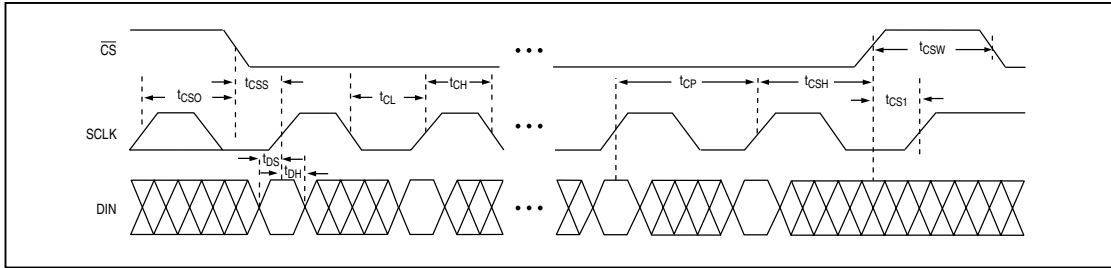 CS
tCSW
tCSS
tCSO
tCL
tCH
tCP
tCSH
tCS1
SCLK
tDS
tDH
DIN